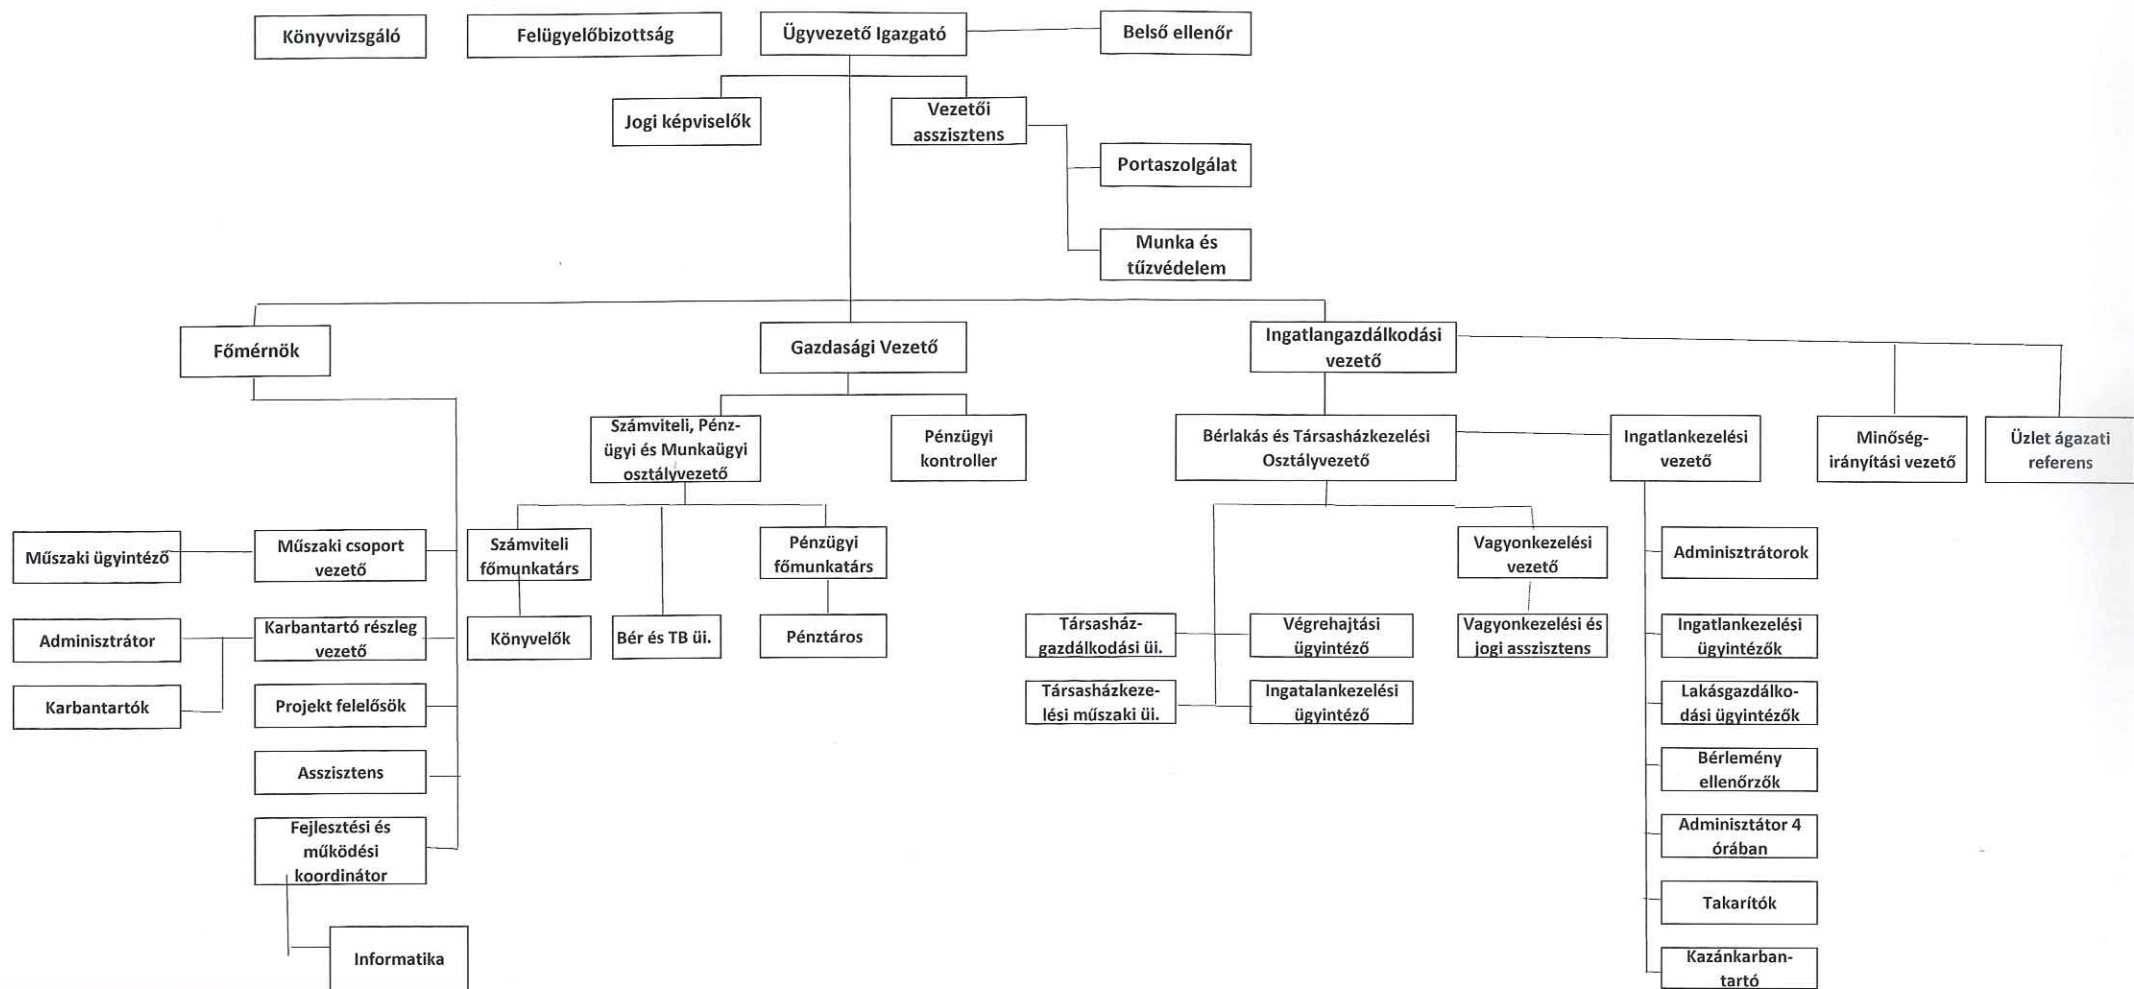 Könyvvizsgáló
Felügyelőbizottság
Ügyvezető Igazgató
Belső ellenőr
Jogi képviselők
Vezetői
asszisztens
Portaszolgálat
Munka és
tűzvédelem
Főmérnök
Gazdasági Vezető
Ingatlangazdálkodási
vezető
Számviteli, Pénz-
ügyi és Munkaügyi
osztályvezető
Pénzügyi
kontroller
Bérlakás és Társasházkezelési
Osztályvezető
Ingatlankezelési
vezető
Minőség-
irányítási vezető
Üzlet ágazati
referens
Műszaki ügyintéző
Műszaki csoport
vezető
Számviteli
főmunkatárs
Pénzügyi
főmunkatárs
Vagyonkezelési
vezető
Adminisztrátorok
Adminisztrátor
Karbantartó részleg
vezető
Könyvelők
Bér és TB üi.
Pénztáros
Társasház-
gazdálkodási üi.
Végrehajtási
ügyintéző
Vagyonkezelési és
jogi asszisztens
Ingatlankezelési
ügyintézők
Karbantartók
Projekt felelősök
Társasházkeze-
lési műszaki üi.
Ingatalankezelési
ügyintéző
Lakásgazdálko-
dási ügyintézők
Asszisztens
Bérlemény
ellenőrzők
Fejlesztési és
működési
koordinátor
Adminisztátor 4
órában
Takarítók
Informatika
Kazánkarban-
tartó